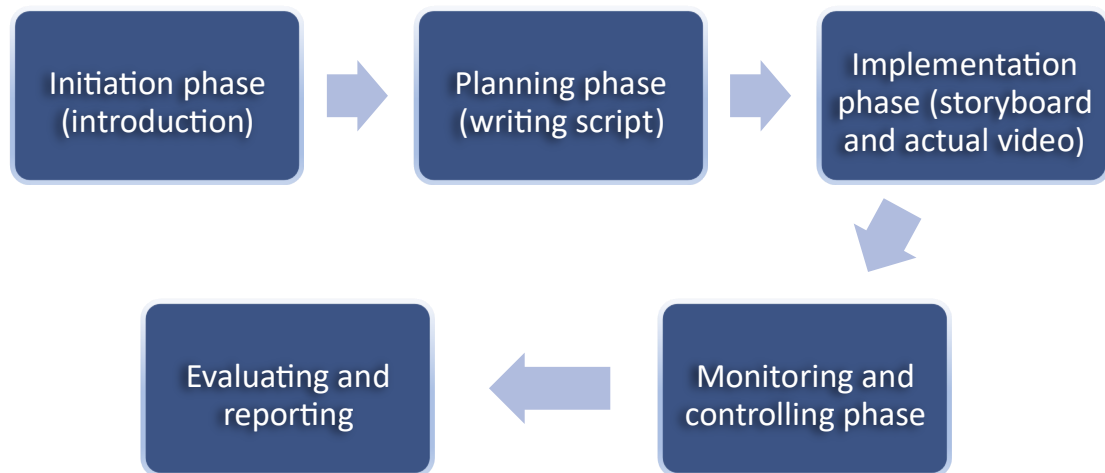 Initiation phase
(introduction)
Planning phase
(writing script)
Implementation
phase (storyboard
and actual video)
Monitoring and
controlling phase
Evaluating and
reporting